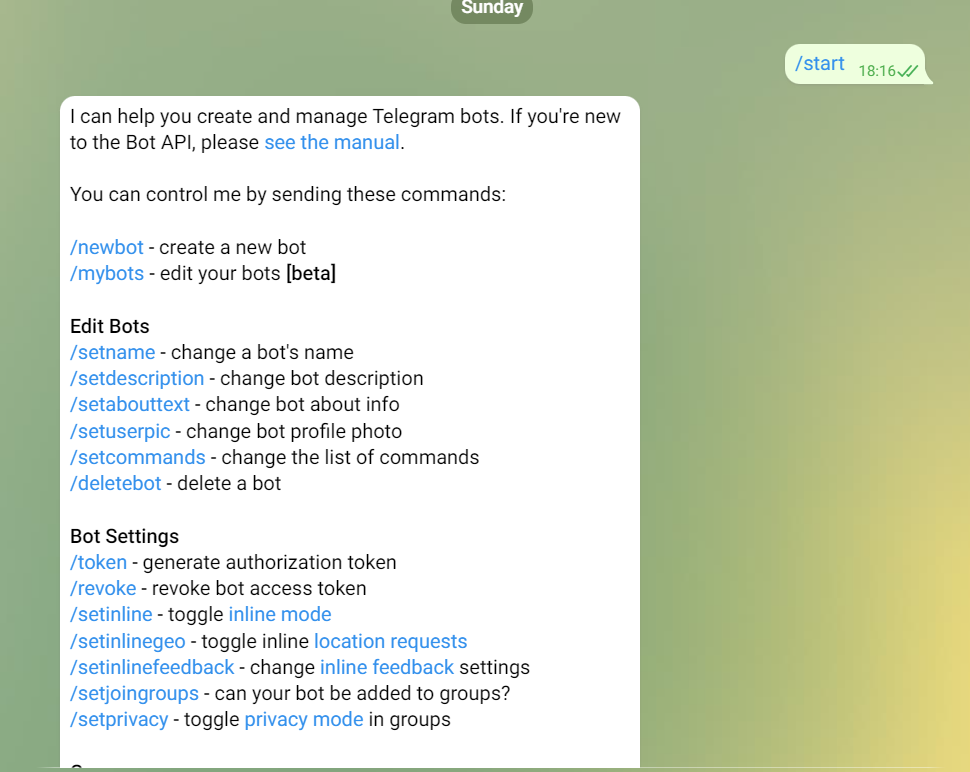 Sunday
/start 18:16
I can help you create and manage Telegram bots. If you're new
to the Bot API, please see the manual.
You can control me by sending these commands:
/newbot - create a new bot
/mybots - edit your bots [beta]
Edit Bots
/setname - change a bot's name
/setdescription - change bot description
/setabouttext - change bot about info
/setuserpic - change bot profile photo
/setcommands - change the list of commands
/deletebot - delete a bot
Bot Settings
/token - generate authorization token
/revoke - revoke bot access token
/setinline - toggle inline mode
/setinlinegeo - toggle inline location requests
/setinlinefeedback - change inline feedback settings
/setjoingroups - can your bot be added to groups?
/setprivacy - toggle privacy mode in groups